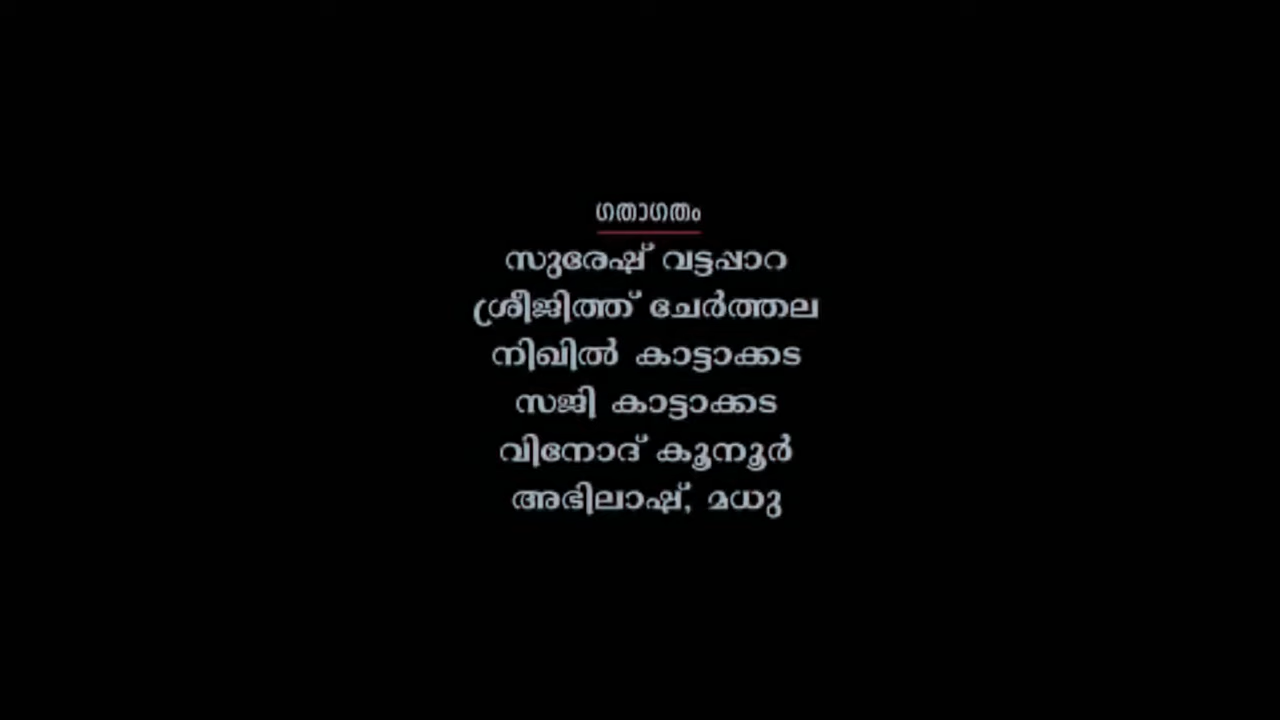 ഗതാഗതം
സുരേഷ് വട്ടപ്പാറ
ശ്രീജിത്ത് ചേർത്തല
നിഖിൽ കാട്ടാക്കട
സജി കാട്ടാക്കട
വിനോദ് കൂനൂർ
അഭിലാഷ്, മധു